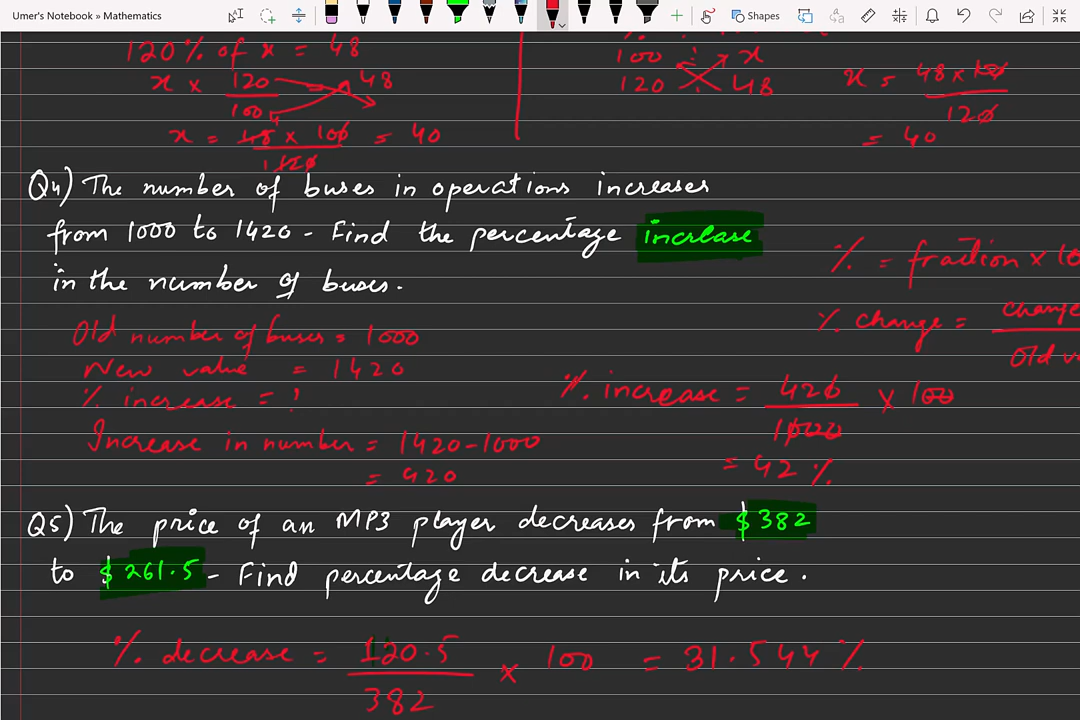 Umer's Notebook » Mathematics
Shapes
120% of x = 48
x × 120/100 = 48
x = 48 × 100/120 = 40
100 : x
120 48
x = 48 × 100/120
= 40
Q4) The number of buses in operations increases
from 1000 to 1420 - Find the percentage increase
in the number of buses.
% = fraction × 10
% change = change/Old v
Old number of buses = 1000
New value = 1420
% increase = ?
Increase in number = 1420 - 1000
= 420
% increase = 420/1000 × 100
= 42 %
Q5) The price of an MP3 player decreases from $382
to $261.5 - Find percentage decrease in its price.
% decrease = 120.5/382 × 100 = 31.544 %